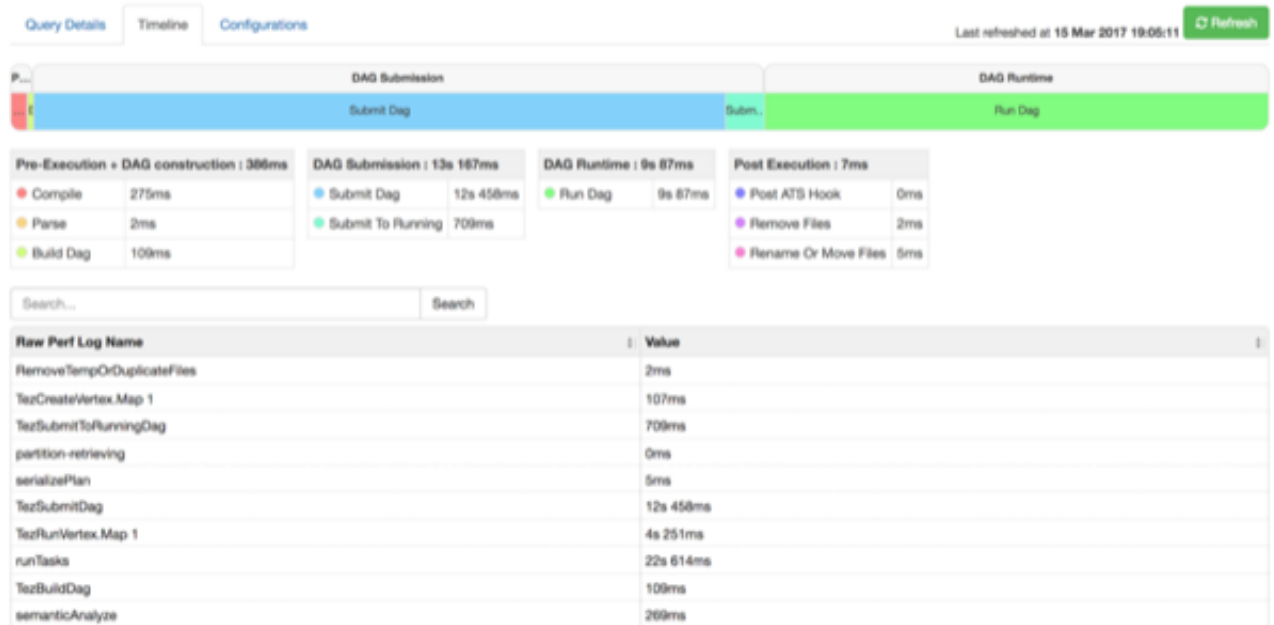 Query Details Timeline Configurations
Last refreshed at 15 Mar 2017 19:05:11 Refresh
P... DAG Submission DAG Runtime
... Submit Dag Subm.. Run Dag
Pre-Execution + DAG construction : 386ms DAG Submission : 13s 167ms DAG Runtime : 9s 87ms Post Execution : 7ms
Compile 275ms Submit Dag 12s 458ms Run Dag 9s 87ms Post ATS Hook 0ms
Parse 2ms Submit To Running 709ms Remove Files 2ms
Build Dag 109ms Rename Or Move Files 5ms
Search... Search
Raw Perf Log Name Value
RemoveTempOrDuplicateFiles 2ms
TezCreateVertex.Map 1 107ms
TezSubmitToRunningDag 709ms
partition-retrieving 0ms
serializePlan 5ms
TezSubmitDag 12s 458ms
TezRunVertex.Map 1 4s 251ms
runTasks 22s 614ms
TezBuildDag 109ms
semanticAnalyze 269ms